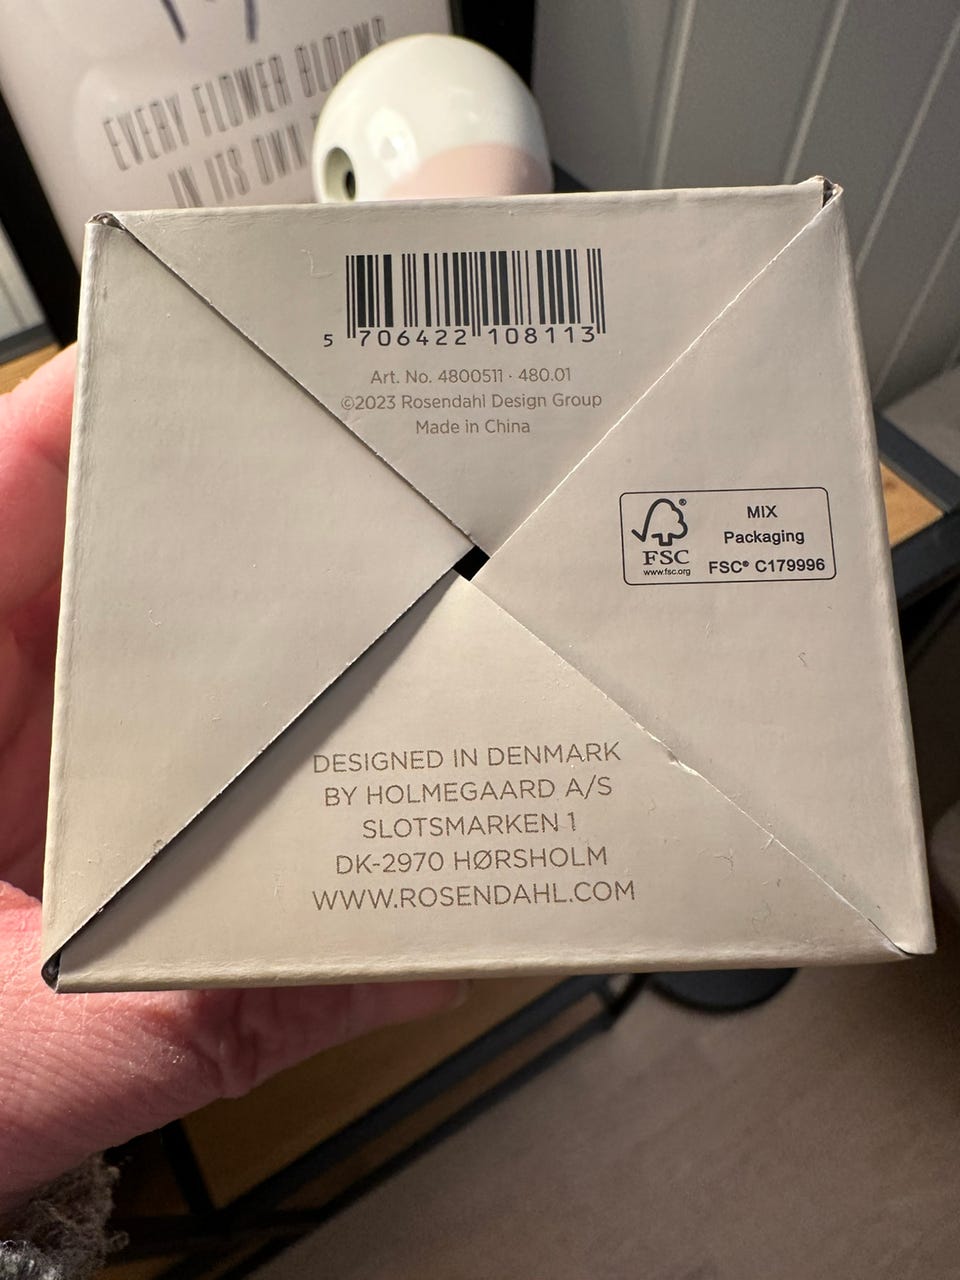 EVERY FLOWER BLOOMS
IN ITS OWN
5 706422 108113
Art. No. 4800511 · 480.01
©2023 Rosendahl Design Group
Made in China
FSC®
www.fsc.org
MIX
Packaging
FSC® C179996
DESIGNED IN DENMARK
BY HOLMEGAARD A/S
SLOTSMARKEN 1
DK-2970 HØRSHOLM
WWW.ROSENDAHL.COM